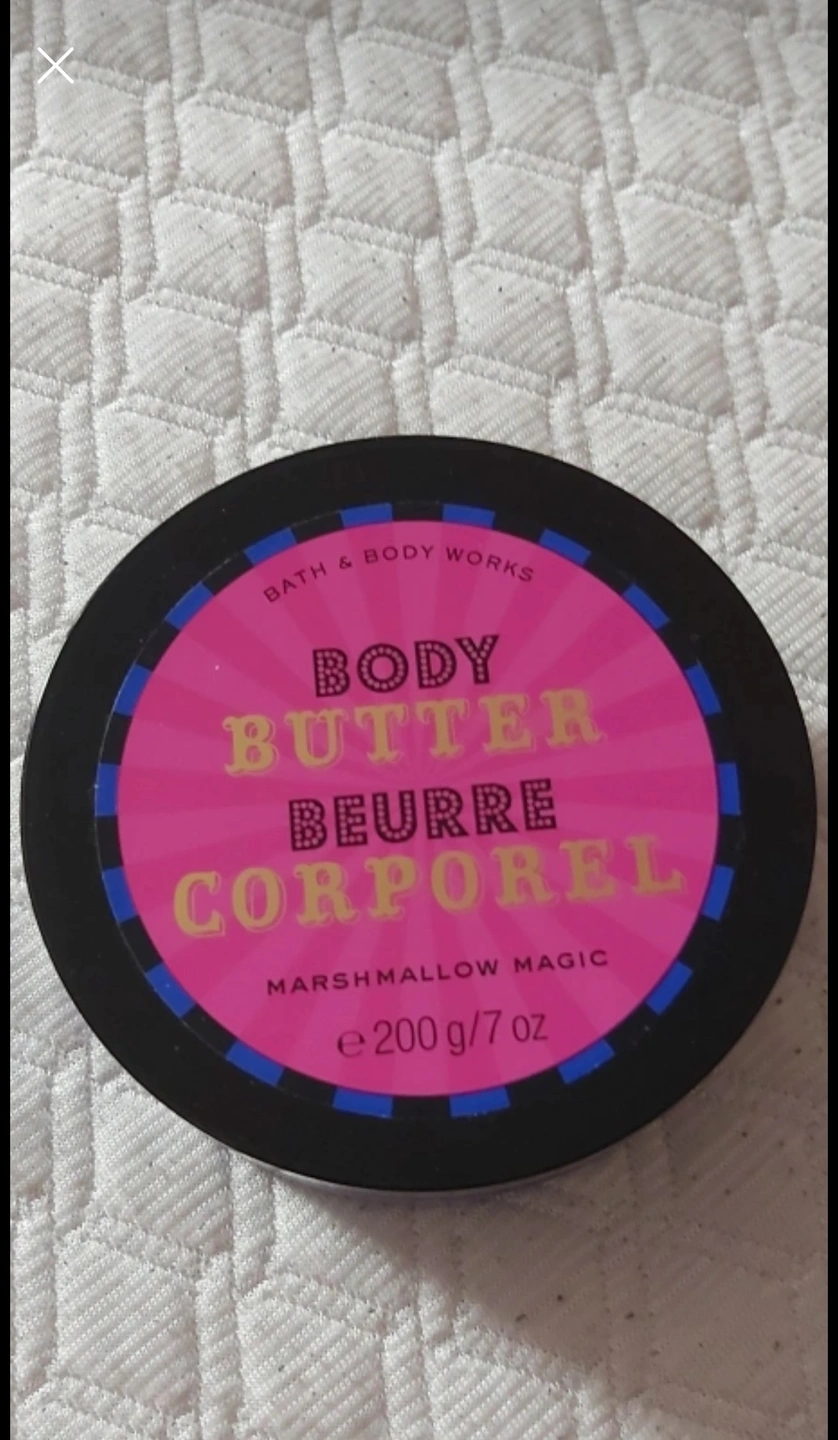 BATH & BODY WORKS
BODY
BUTTER
BEURRE
CORPOREL
MARSHMALLOW MAGIC
℮ 200 g/7 oz